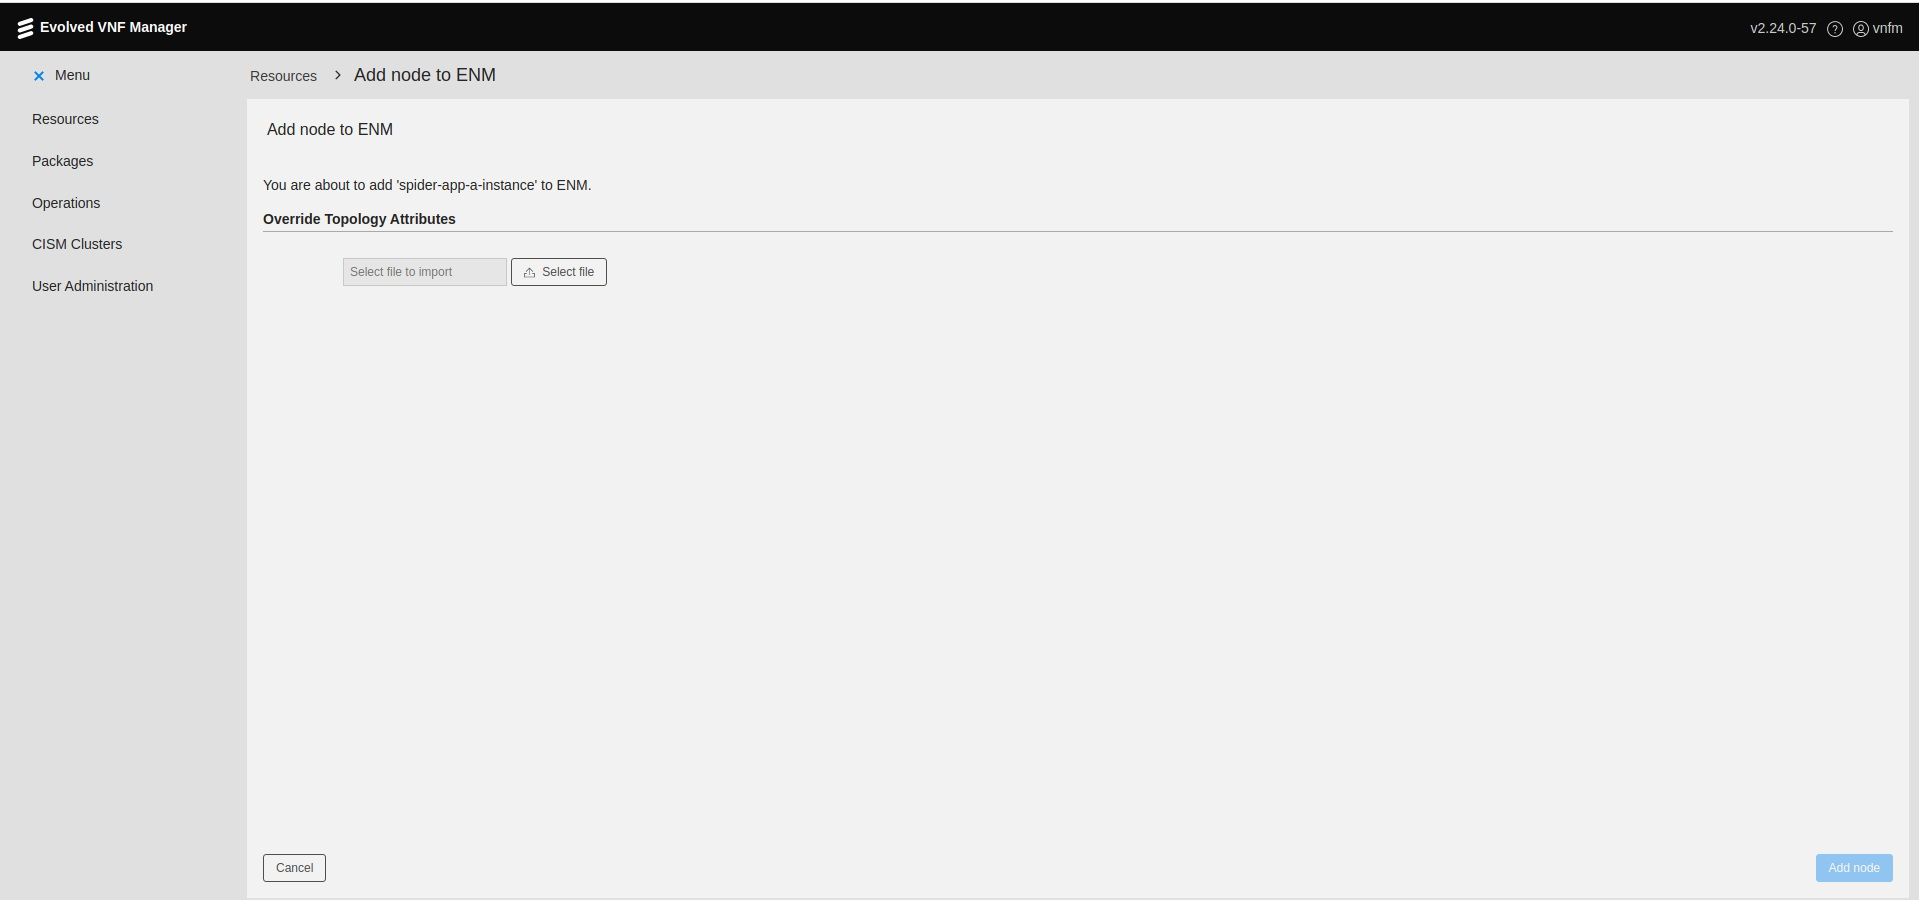 Evolved VNF Manager
v2.24.0-57
vnfm
Menu
Resources
Packages
Operations
CISM Clusters
User Administration
Resources > Add node to ENM
Add node to ENM
You are about to add 'spider-app-a-instance' to ENM.
Override Topology Attributes
Select file to import
Select file
Cancel
Add node